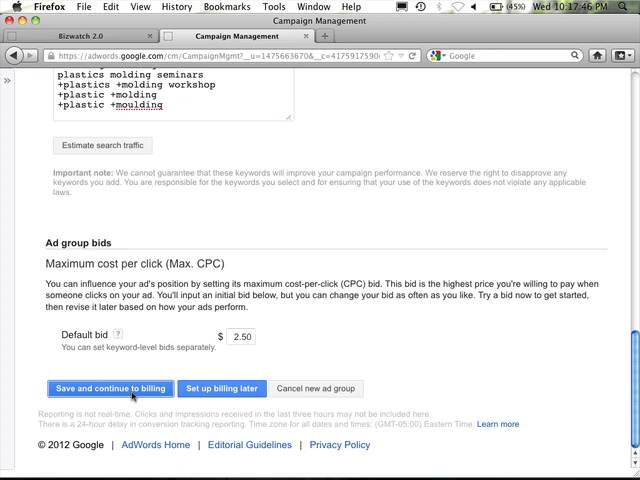 Firefox File Edit View History Bookmarks Tools Window Help (45%) Wed 10:17:46 PM
Campaign Management
Bizwatch 2.0 Campaign Management
https://adwords.google.com/cm/CampaignMgmt?__u=1475663670&__c=4175917590 Google
plastics molding seminars
+plastics +molding workshop
+plastic +molding
+plastic +moulding
Estimate search traffic
Important note: We cannot guarantee that these keywords will improve your campaign performance. We reserve the right to disapprove any
keywords you add. You are responsible for the keywords you select and for ensuring that your use of the keywords does not violate any applicable
laws.
Ad group bids
Maximum cost per click (Max. CPC)
You can influence your ad's position by setting its maximum cost-per-click (CPC) bid. This bid is the highest price you're willing to pay when
someone clicks on your ad. You'll input an initial bid below, but you can change your bid as often as you like. Try a bid now to get started,
then revise it later based on how your ads perform.
Default bid ? $ 2.50
You can set keyword-level bids separately.
Save and continue to billing Set up billing later Cancel new ad group
Reporting is not real-time. Clicks and impressions received in the last three hours may not be included here.
There is a 24-hour delay in conversion tracking reporting. Time zone for all dates and times: (GMT-05:00) Eastern Time. Learn more
© 2012 Google | AdWords Home | Editorial Guidelines | Privacy Policy